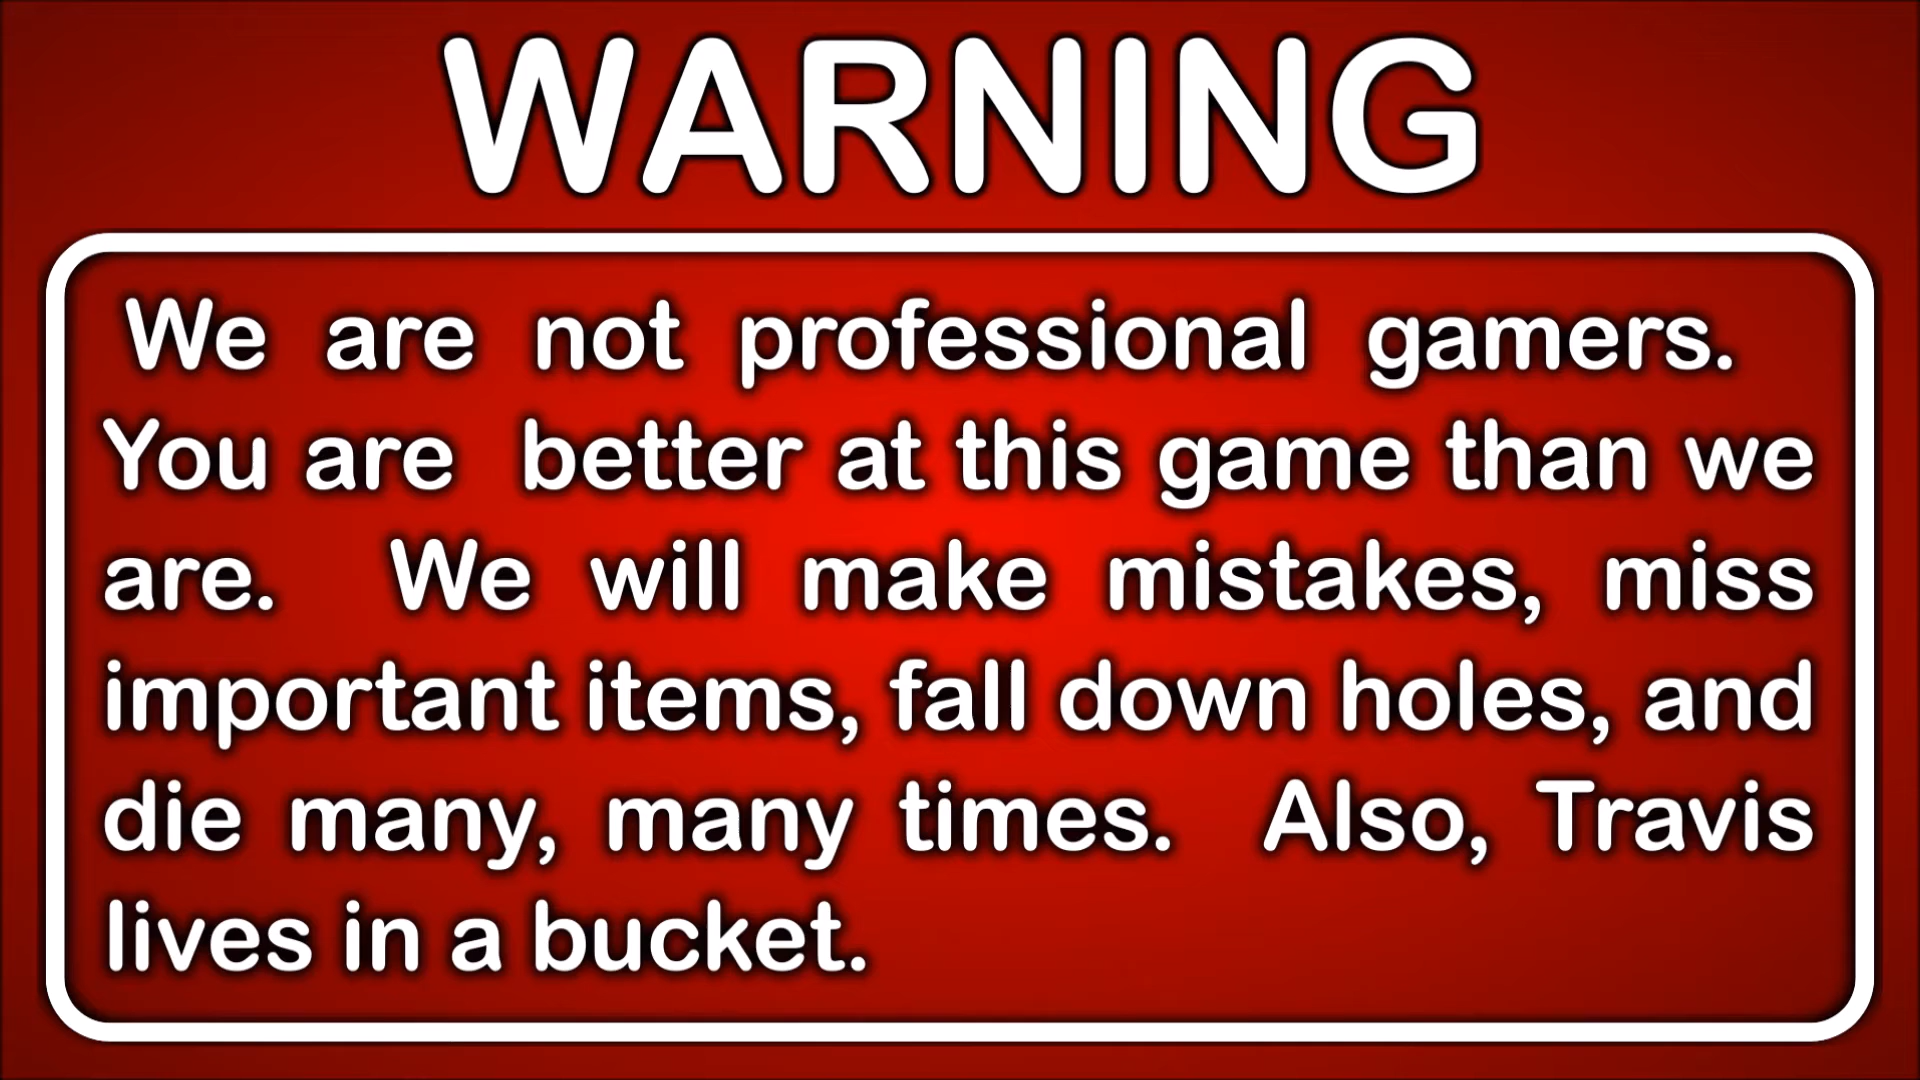 WARNING
We are not professional gamers.
You are better at this game than we
are. We will make mistakes, miss
important items, fall down holes, and
die many, many times. Also, Travis
lives in a bucket.